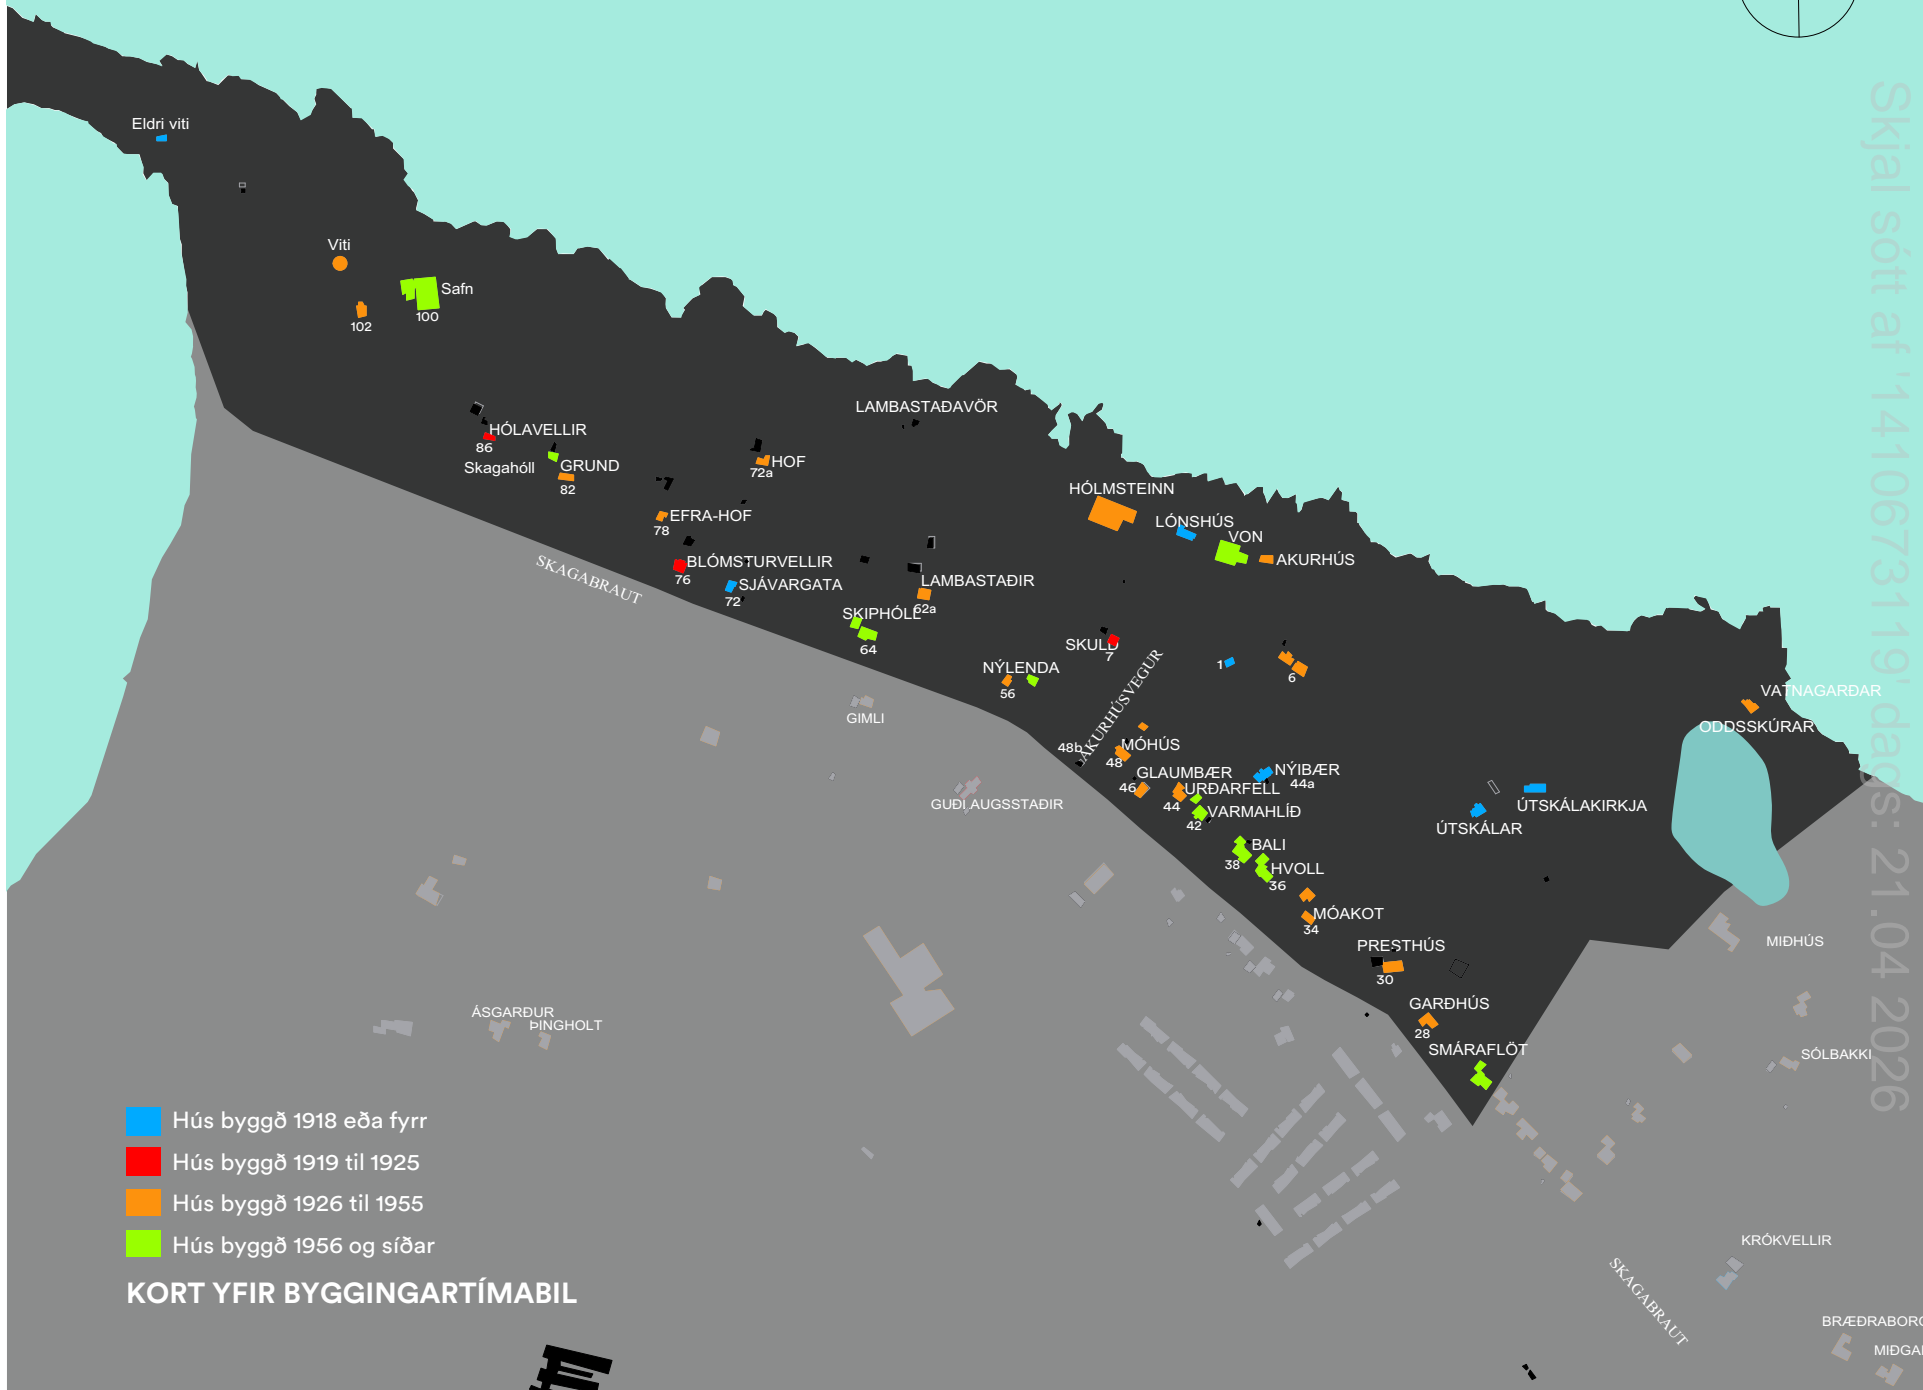 Eldri viti
Viti
Safn
102
100
LAMBASTAÐAVÖR
HÓLAVELLIR
86
Skagahóll
GRUND
82
HOF
72a
HÓLMSTEINN
LÓNSHÚS
VON
AKURHÚS
EFRA-HOF
78
BLÓMSTURVELLIR
76
SKAGABRAUT
SJÁVARGATA
72
LAMBASTAÐIR
62a
SKIPHÓLL
64
SKULD
7
1
6
NÝLENDA
56
AKURHÚSVEGUR
VATNAGARÐAR
ODDSSKÚRAR
GIMLI
48b
MÓHÚS
48
GLAUMBÆR
46
NÝIBÆR
44a
URÐARFELL
44
VARMAHLÍÐ
42
GUÐLAUGSSTAÐIR
ÚTSKÁLAKIRKJA
ÚTSKÁLAR
BALI
38
HVOLL
36
MÓAKOT
34
PRESTHÚS
30
MIÐHÚS
GARÐHÚS
28
SMÁRAFLÖT
ÁSGARÐUR
ÞINGHOLT
SÓLBAKKI
Hús byggð 1918 eða fyrr
Hús byggð 1919 til 1925
Hús byggð 1926 til 1955
Hús byggð 1956 og síðar
KORT YFIR BYGGINGARTÍMABIL
KRÓKVELLIR
SKAGABRAUT
BRÆÐRABORG
MIÐGA
Skjal sótt af '1410673119' dags: 21.04 2026